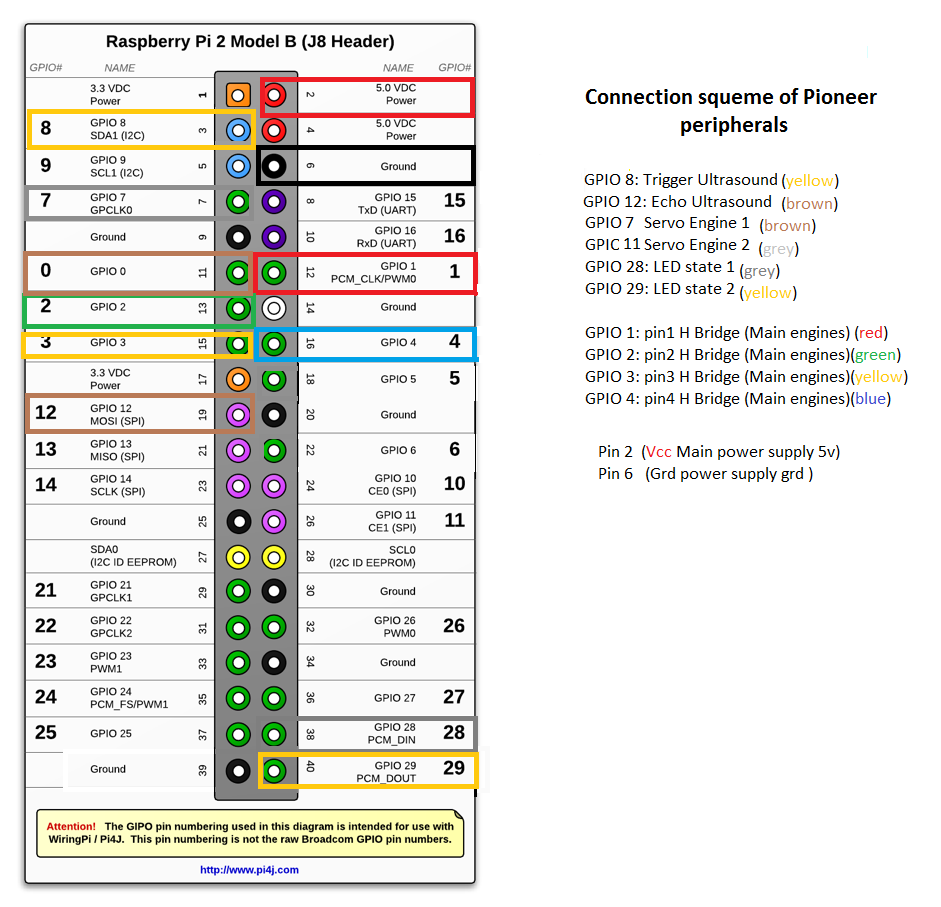 Raspberry Pi 2 Model B (J8 Header)
GPIO# NAME NAME GPIO#
3.3 VDC
Power 1 2 5.0 VDC
Power
8 GPIO 8
SDA1 (I2C) 3 4 5.0 VDC
Power
9 GPIO 9
SCL1 (I2C) 5 6 Ground
7 GPIO 7
GPCLK0 7 8 GPIO 15
TxD (UART) 15
Ground 9 10 GPIO 16
RxD (UART) 16
0 GPIO 0 11 12 GPIO 1
PCM_CLK/PWM0 1
2 GPIO 2 13 14 Ground
3 GPIO 3 15 16 GPIO 4 4
3.3 VDC
Power 17 18 GPIO 5 5
12 GPIO 12
MOSI (SPI) 19 20 Ground
13 GPIO 13
MISO (SPI) 21 22 GPIO 6 6
14 GPIO 14
SCLK (SPI) 23 24 GPIO 10
CE0 (SPI) 10
Ground 25 26 GPIO 11
CE1 (SPI) 11
SDA0
(I2C ID EEPROM) 27 28 SCL0
(I2C ID EEPROM)
21 GPIO 21
GPCLK1 29 30 Ground
22 GPIO 22
GPCLK2 31 32 GPIO 26
PWM0 26
23 GPIO 23
PWM1 33 34 Ground
24 GPIO 24
PCM_FS/PWM1 35 36 GPIO 27 27
25 GPIO 25 37 38 GPIO 28
PCM_DIN 28
Ground 39 40 GPIO 29
PCM_DOUT 29
Attention! The GIPO pin numbering used in this diagram is intended for use with
WiringPi / Pi4J. This pin numbering is not the raw Broadcom GPIO pin numbers.
http://www.pi4j.com
Connection squeme of Pioneer
peripherals
GPIO 8: Trigger Ultrasound (yellow)
GPIO 12: Echo Ultrasound (brown)
GPIO 7 Servo Engine 1 (brown)
GPIC 11 Servo Engine 2 (grey)
GPIO 28: LED state 1 (grey)
GPIO 29: LED state 2 (yellow)
GPIO 1: pin1 H Bridge (Main engines) (red)
GPIO 2: pin2 H Bridge (Main engines)(green)
GPIO 3: pin3 H Bridge (Main engines)(yellow)
GPIO 4: pin4 H Bridge (Main engines)(blue)
Pin 2 (Vcc Main power supply 5v)
Pin 6 (Grd power supply grd )